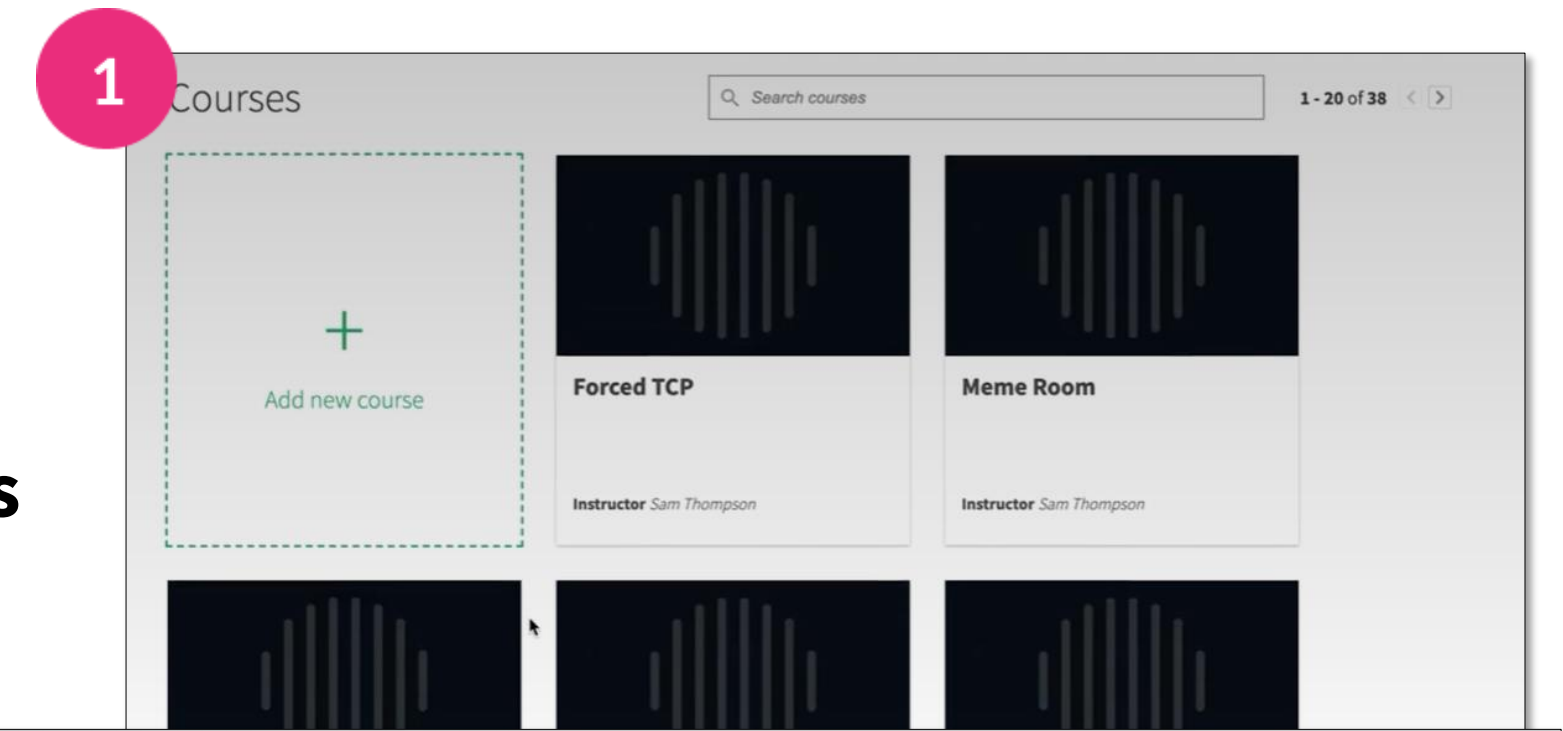 1
Courses
Search courses
1 - 20 of 38
Add new course
Forced TCP
Instructor Sam Thompson
Meme Room
Instructor Sam Thompson
s